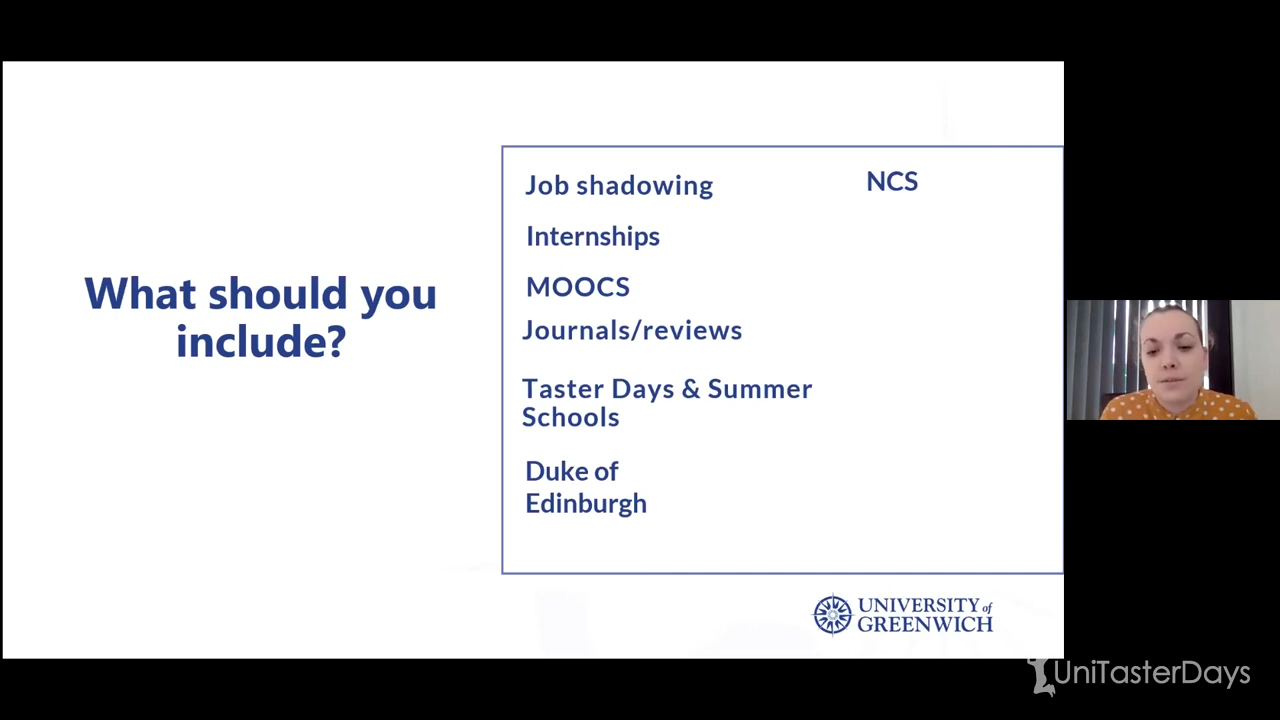 What should you
include?
Job shadowing
Internships
MOOCS
Journals/reviews
Taster Days & Summer
Schools
Duke of
Edinburgh
NCS
UNIVERSITY of
GREENWICH
UniTasterDays